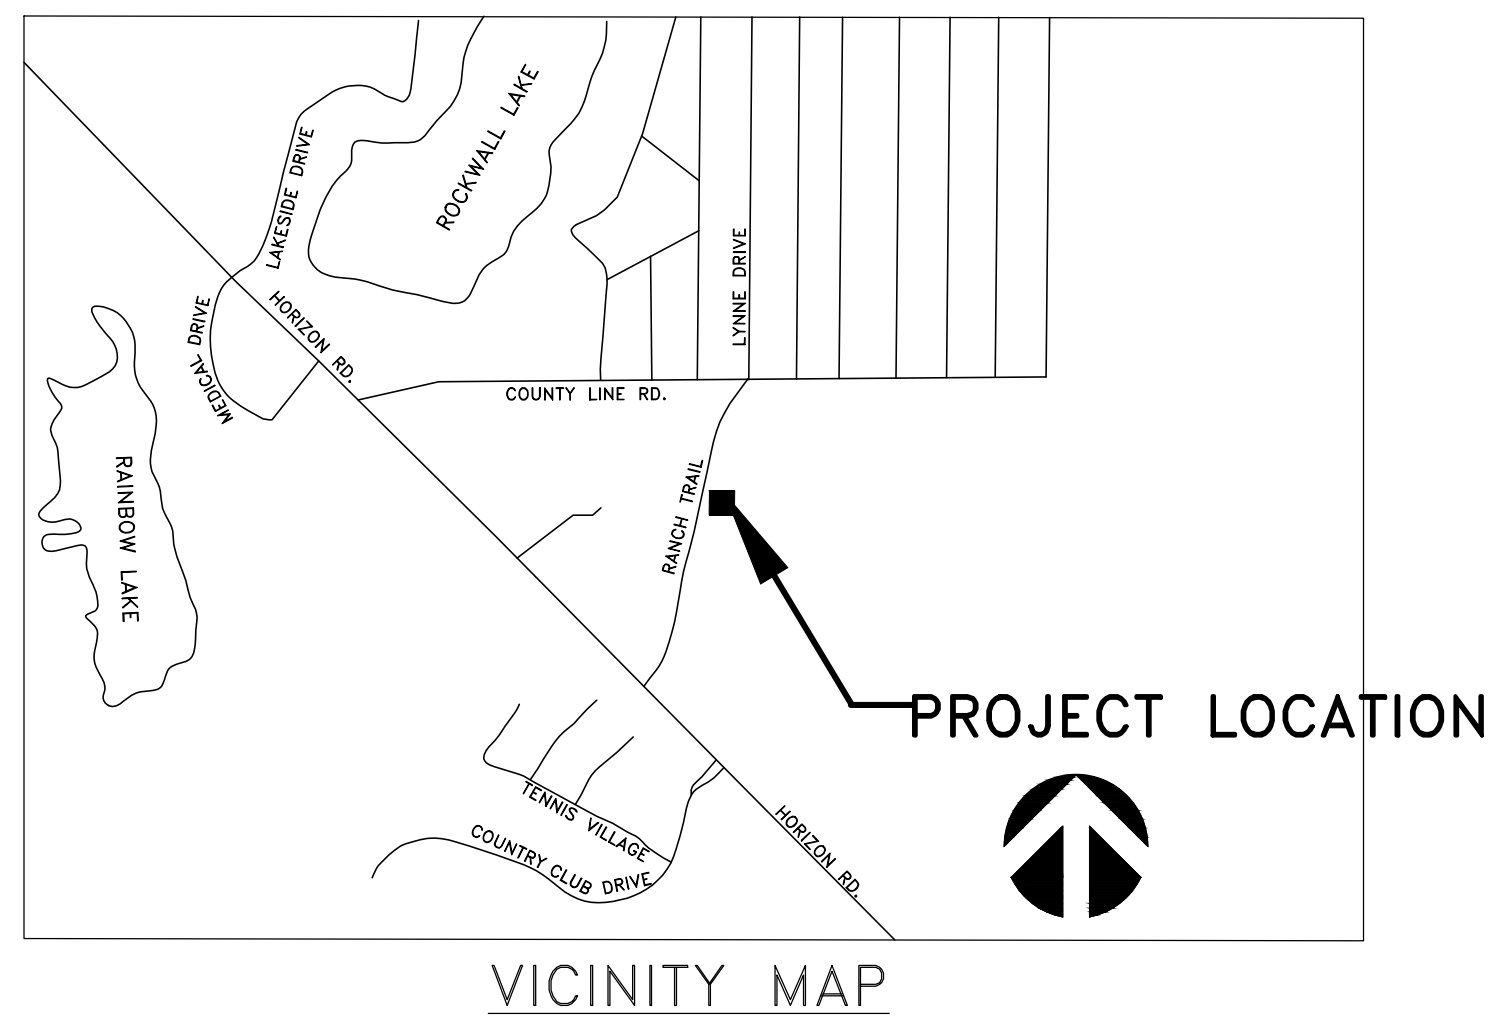 ROCKWALL LAKE
LAKESIDE DRIVE
LYNNE DRIVE
MEDICAL DRIVE
HORIZON RD.
COUNTY LINE RD.
RAINBOW LAKE
RANCH TRAIL
PROJECT LOCATION
TENNIS VILLAGE
COUNTRY CLUB DRIVE
HORIZON RD.
VICINITY MAP